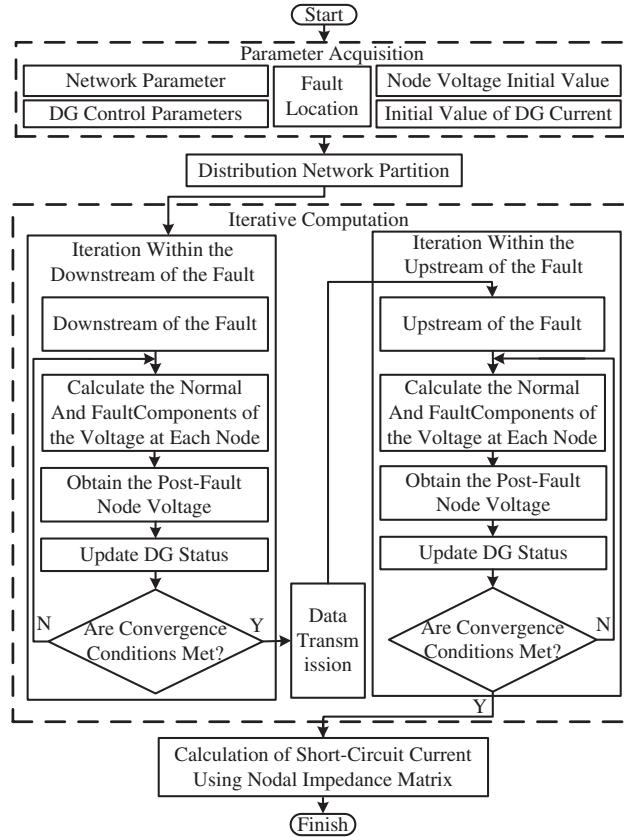 Start
Parameter Acquisition
Network Parameter
DG Control Parameters
Fault
Location
Node Voltage Initial Value
Initial Value of DG Current
Distribution Network Partition
Iterative Computation
Iteration Within the
Downstream of the Fault
Downstream of the Fault
Calculate the Normal
And FaultComponents of
the Voltage at Each Node
Obtain the Post-Fault
Node Voltage
Update DG Status
N
Are Convergence
Conditions Met?
Y
Data
Transm
ission
Iteration Within the
Upstream of the Fault
Upstream of the Fault
Calculate the Normal
And FaultComponents of
the Voltage at Each Node
Obtain the Post-Fault
Node Voltage
Update DG Status
Are Convergence
Conditions Met?
N
Y
Calculation of Short-Circuit Current
Using Nodal Impedance Matrix
Finish